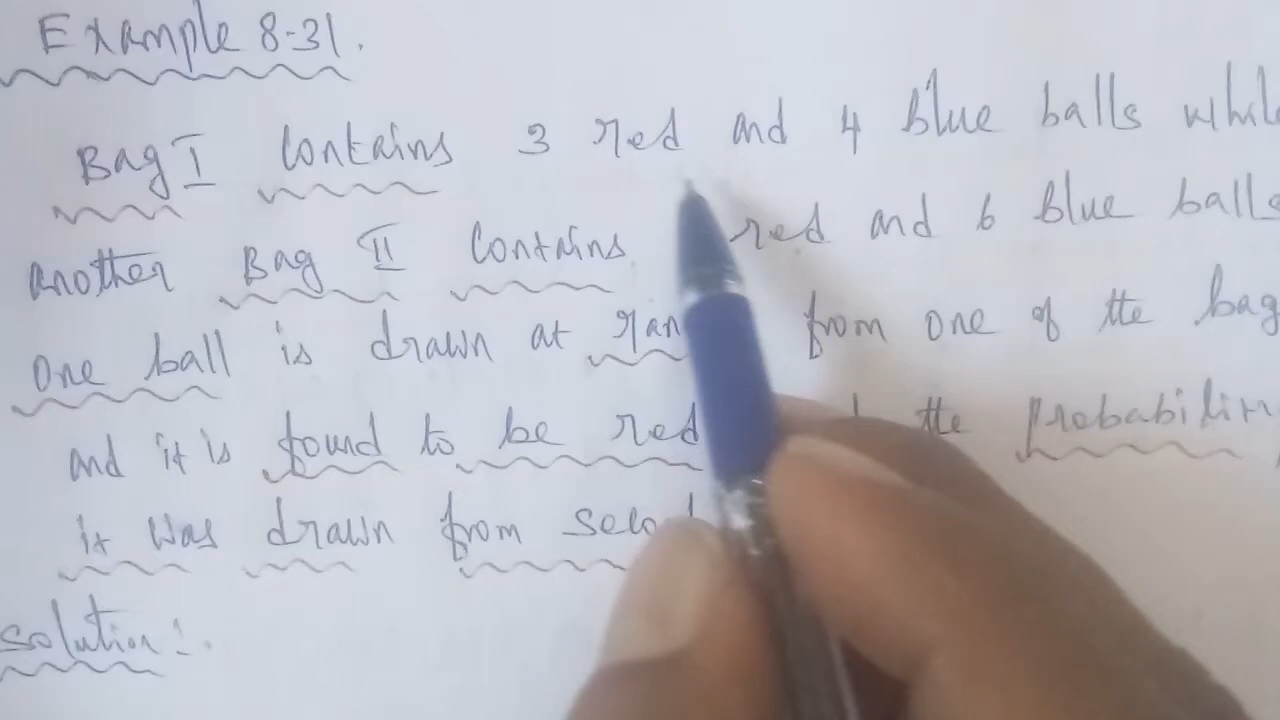 Example 8-31.
Bag I contains 3 red and 4 blue balls while
another Bag II contains red and 6 blue balls
one ball is drawn at ran from one of the bag
and it is found to be red the probability
it was drawn from
Solution:.